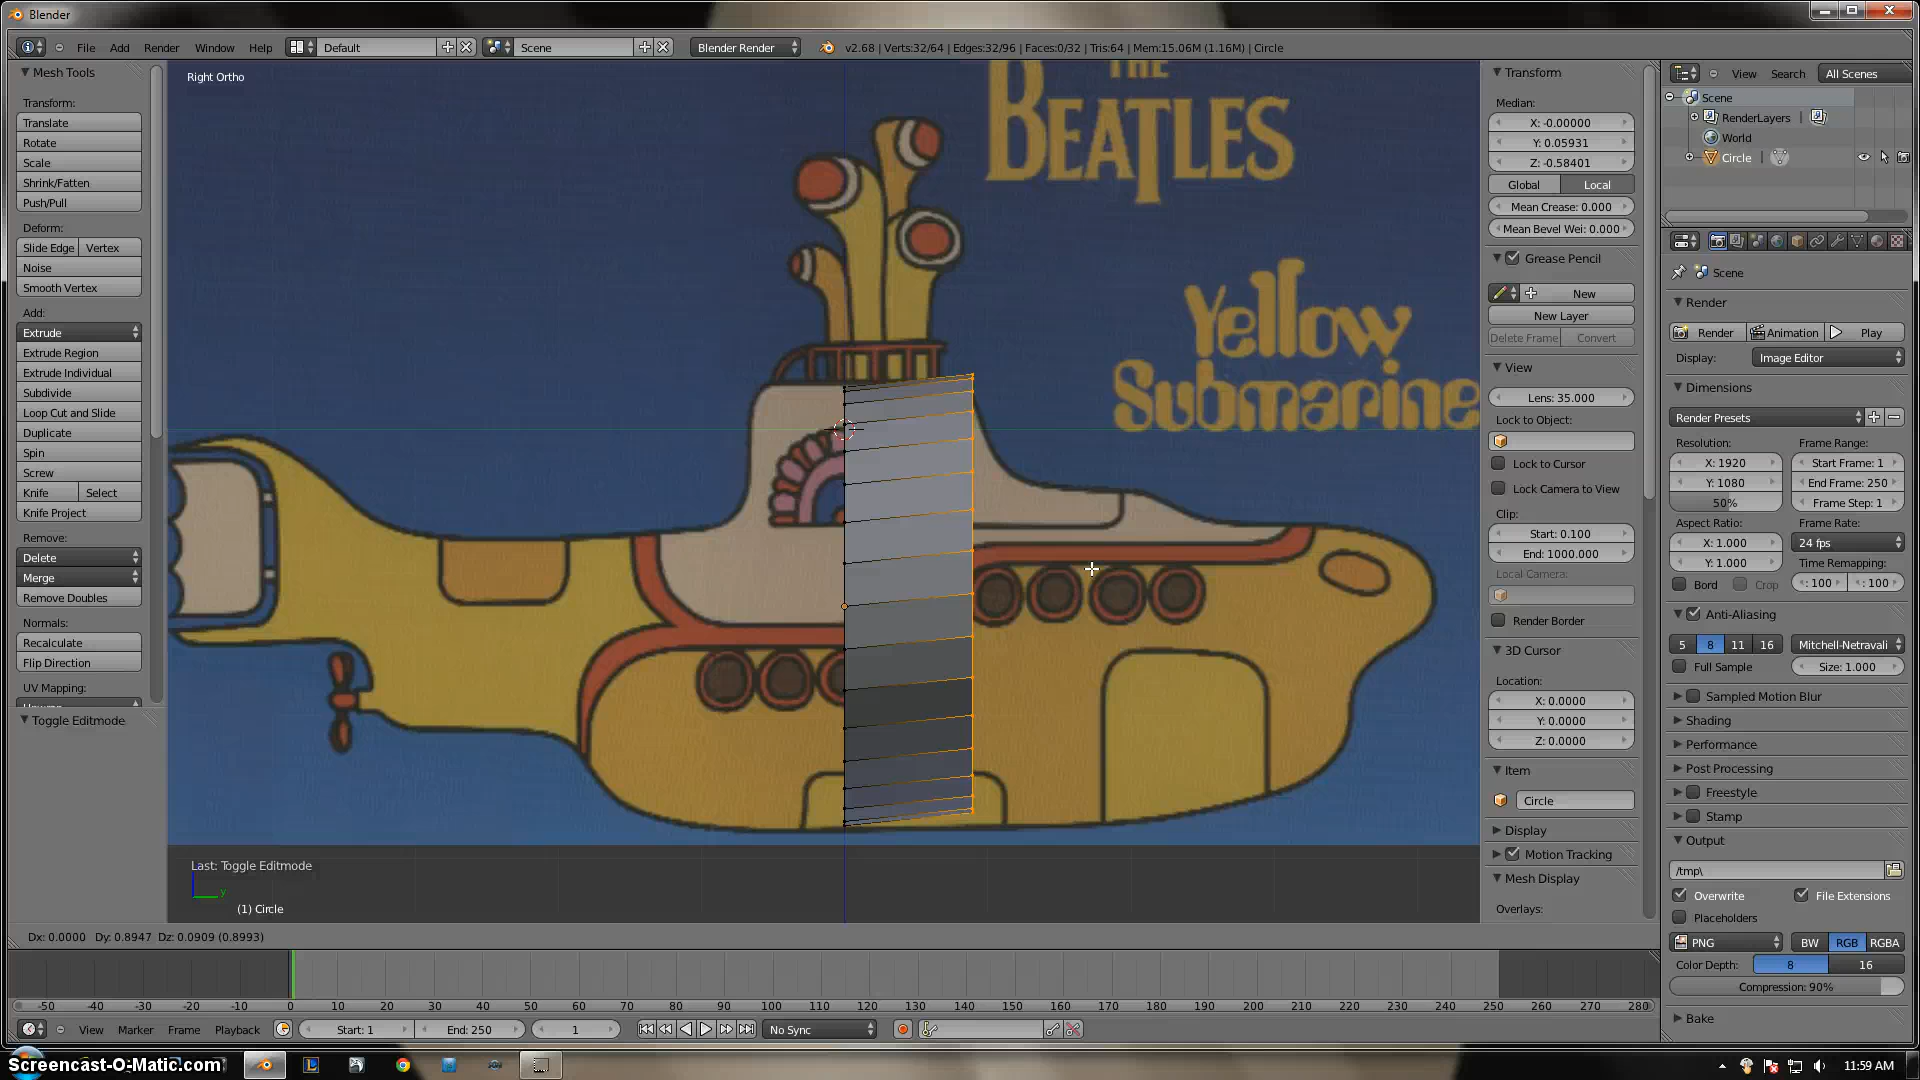 Blender
File Add Render Window Help Default Scene Blender Render v2.68 | Verts:32/64 | Edges:32/96 | Faces:0/32 | Tris:64 | Mem:15.06M (1.16M) | Circle
Mesh Tools
Transform:
Translate
Rotate
Scale
Shrink/Fatten
Push/Pull
Deform:
Slide Edge Vertex
Noise
Smooth Vertex
Add:
Extrude
Extrude Region
Extrude Individual
Subdivide
Loop Cut and Slide
Duplicate
Spin
Screw
Knife Select
Knife Project
Remove:
Delete
Merge
Remove Doubles
Normals:
Recalculate
Flip Direction
UV Mapping:
Toggle Editmode
Right Ortho
THE
BEATLES
Yellow
Submarine
Last: Toggle Editmode
y
(1) Circle
Transform
Median:
X: -0.00000
Y: 0.05931
Z: -0.58401
Global Local
Mean Crease: 0.000
Mean Bevel Wei: 0.000
Grease Pencil
New
New Layer
Delete Frame Convert
View
Lens: 35.000
Lock to Object:
Lock to Cursor
Lock Camera to View
Clip:
Start: 0.100
End: 1000.000
Local Camera:
Render Border
3D Cursor
Location:
X: 0.0000
Y: 0.0000
Z: 0.0000
Item
Circle
Display
Motion Tracking
Mesh Display
Overlays:
View Search All Scenes
Scene
RenderLayers |
World
Circle |
Scene
Render
Render Animation Play
Display: Image Editor
Dimensions
Render Presets
Resolution: Frame Range:
X: 1920 Start Frame: 1
Y: 1080 End Frame: 250
50% Frame Step: 1
Aspect Ratio: Frame Rate:
X: 1.000 24 fps
Y: 1.000 Time Remapping:
Bord Crop : 100 : 100
Anti-Aliasing
5 8 11 16 Mitchell-Netravali
Full Sample Size: 1.000
Sampled Motion Blur
Shading
Performance
Post Processing
Freestyle
Stamp
Output
/tmp\
Overwrite File Extensions
Placeholders
PNG BW RGB RGBA
Color Depth: 8 16
Compression: 90%
Bake
Dx: 0.0000 Dy: 0.8947 Dz: 0.0909 (0.8993)
-50 -40 -30 -20 -10 0 10 20 30 40 50 60 70 80 90 100 110 120 130 140 150 160 170 180 190 200 210 220 230 240 250 260 270 280
View Marker Frame Playback Start: 1 End: 250 1 No Sync
Screencast-O-Matic.com
11:59 AM